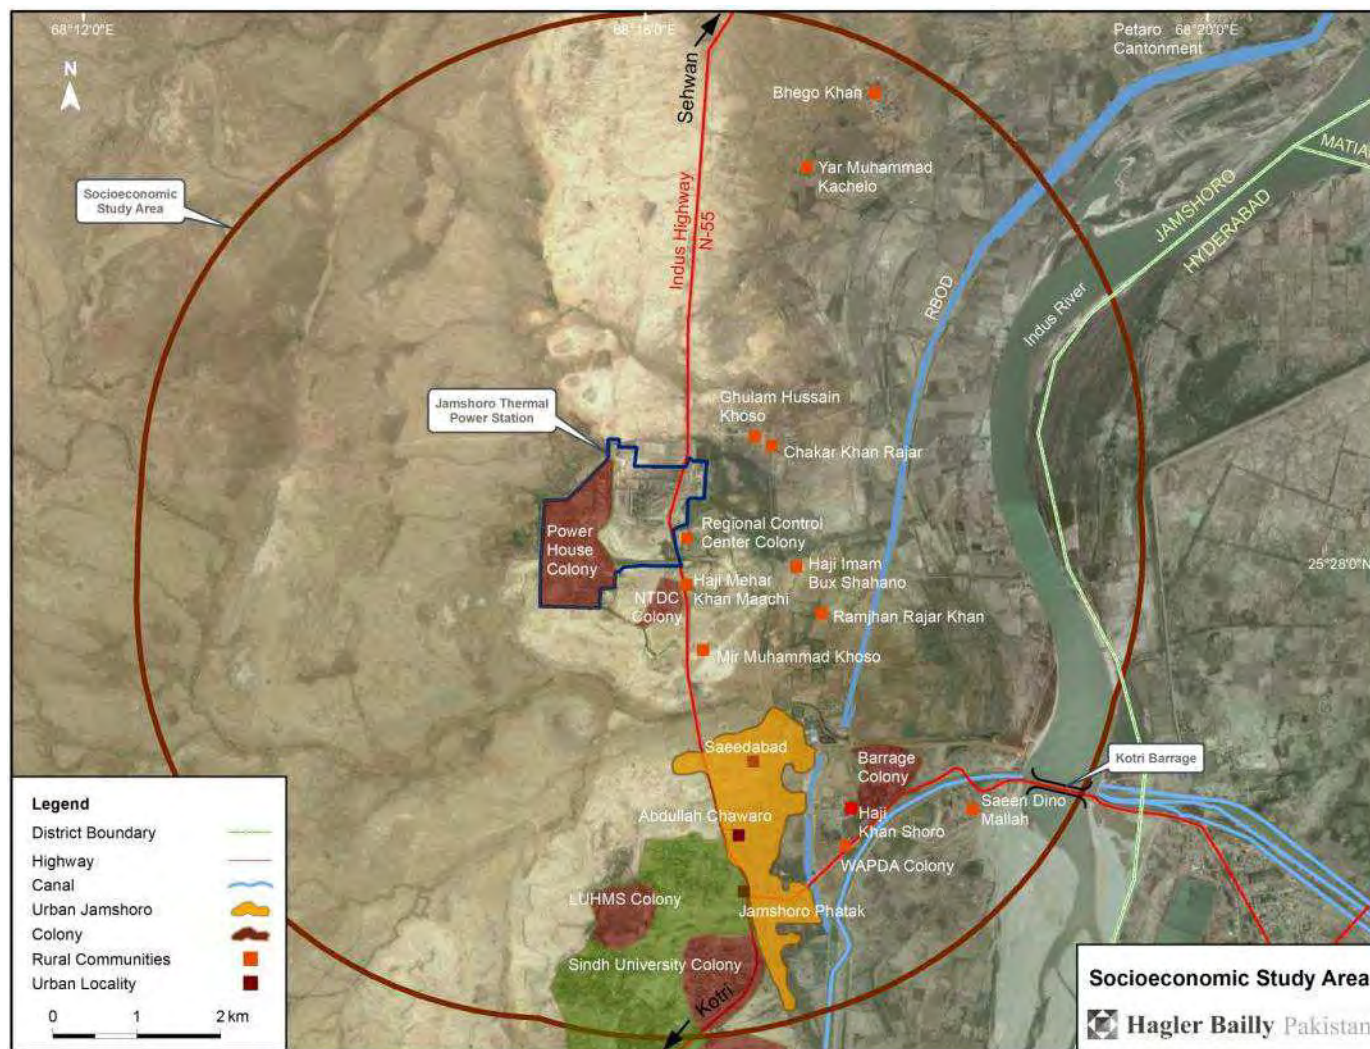 68°12'0"E
68°16'0"E
68°20'0"E
Petaro
Cantonment
N
Sehwan
Bhego Khan
Yar Muhammad
Kachelo
MATIA
JAMSHORO
HYDERABAD
Socioeconomic
Study Area
Indus Highway
N-55
RBOD
Indus River
Jamshoro Thermal
Power Station
Ghulam Hussain
Khoso
Chakar Khan Rajar
Regional Control
Center Colony
Power
House
Colony
Haji Imam
Bux Shahano
25°28'0"N
Haji Mehar
Khan Maachi
NTDC
Colony
Ramjhan Rajar Khan
Mir Muhammad Khoso
Saeedabad
Barrage
Colony
Kotri Barrage
Abdullah Chawaro
Haji
Khan Shoro
Saeen Dino
Mallah
WAPDA Colony
LUHMS Colony
Jamshoro Phatak
Sindh University Colony
Kotri
Legend
District Boundary
Highway
Canal
Urban Jamshoro
Colony
Rural Communities
Urban Locality
0 1 2 km
Socioeconomic Study Area
Hagler Bailly Pakistan